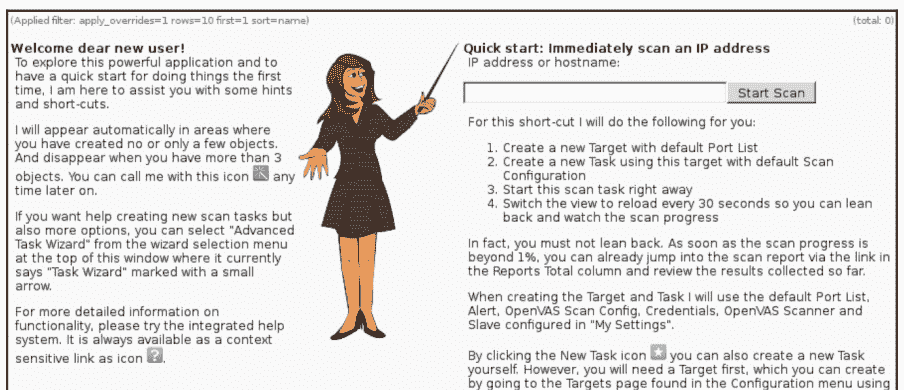 (Applied filter: apply_overrides=1 rows=10 first=1 sort=name)
(total: 0)
Welcome dear new user!
To explore this powerful application and to
have a quick start for doing things the first
time, I am here to assist you with some hints
and short-cuts.
I will appear automatically in areas where
you have created no or only a few objects.
And disappear when you have more than 3
objects. You can call me with this icon any
time later on.
If you want help creating new scan tasks but
also more options, you can select "Advanced
Task Wizard" from the wizard selection menu
at the top of this window where it currently
says "Task Wizard" marked with a small
arrow.
For more detailed information on
functionality, please try the integrated help
system. It is always available as a context
sensitive link as icon ?.
Quick start: Immediately scan an IP address
IP address or hostname:
Start Scan
For this short-cut I will do the following for you:
1. Create a new Target with default Port List
2. Create a new Task using this target with default Scan
Configuration
3. Start this scan task right away
4. Switch the view to reload every 30 seconds so you can lean
back and watch the scan progress
In fact, you must not lean back. As soon as the scan progress is
beyond 1%, you can already jump into the scan report via the link in
the Reports Total column and review the results collected so far.
When creating the Target and Task I will use the default Port List,
Alert, OpenVAS Scan Config, Credentials, OpenVAS Scanner and
Slave configured in "My Settings".
By clicking the New Task icon you can also create a new Task
yourself. However, you will need a Target first, which you can create
by going to the Targets page found in the Configuration menu using